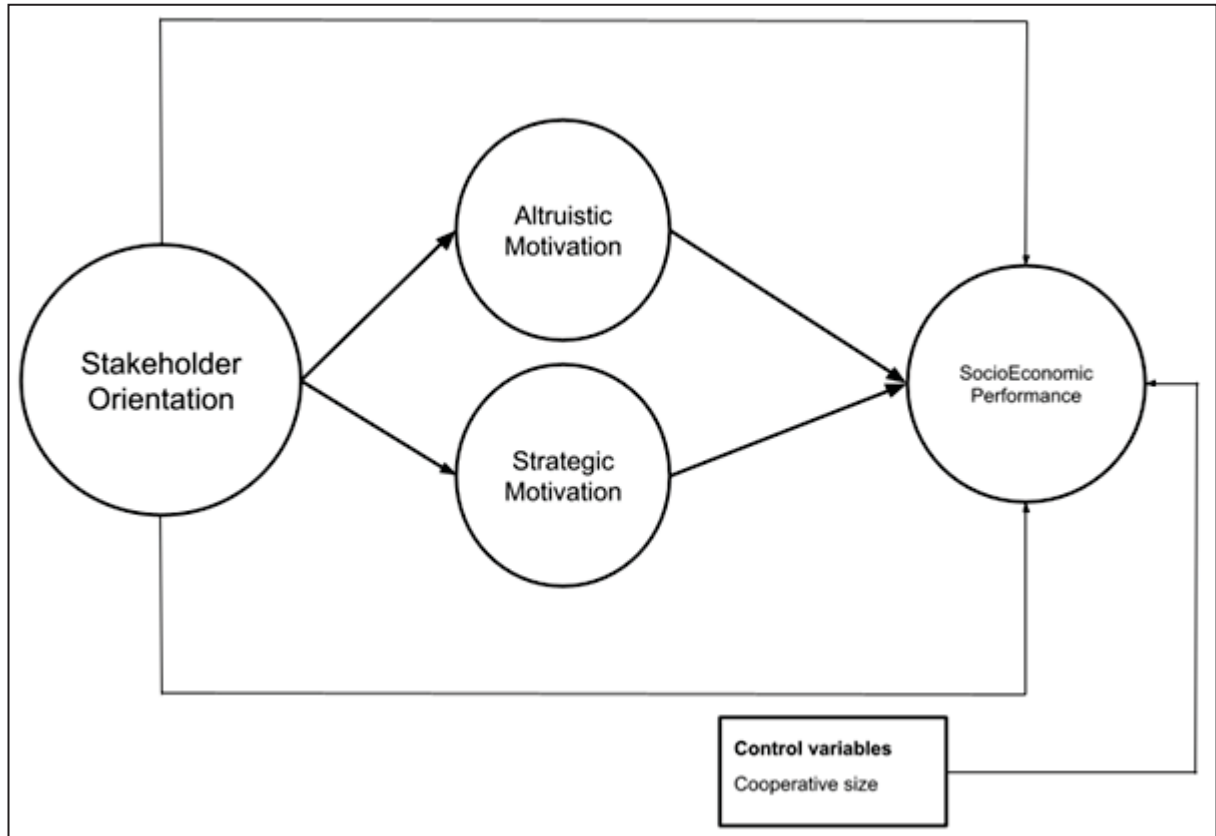 Altruistic
Motivation
Stakeholder
Orientation
SocioEconomic
Performance
Strategic
Motivation
Control variables
Cooperative size